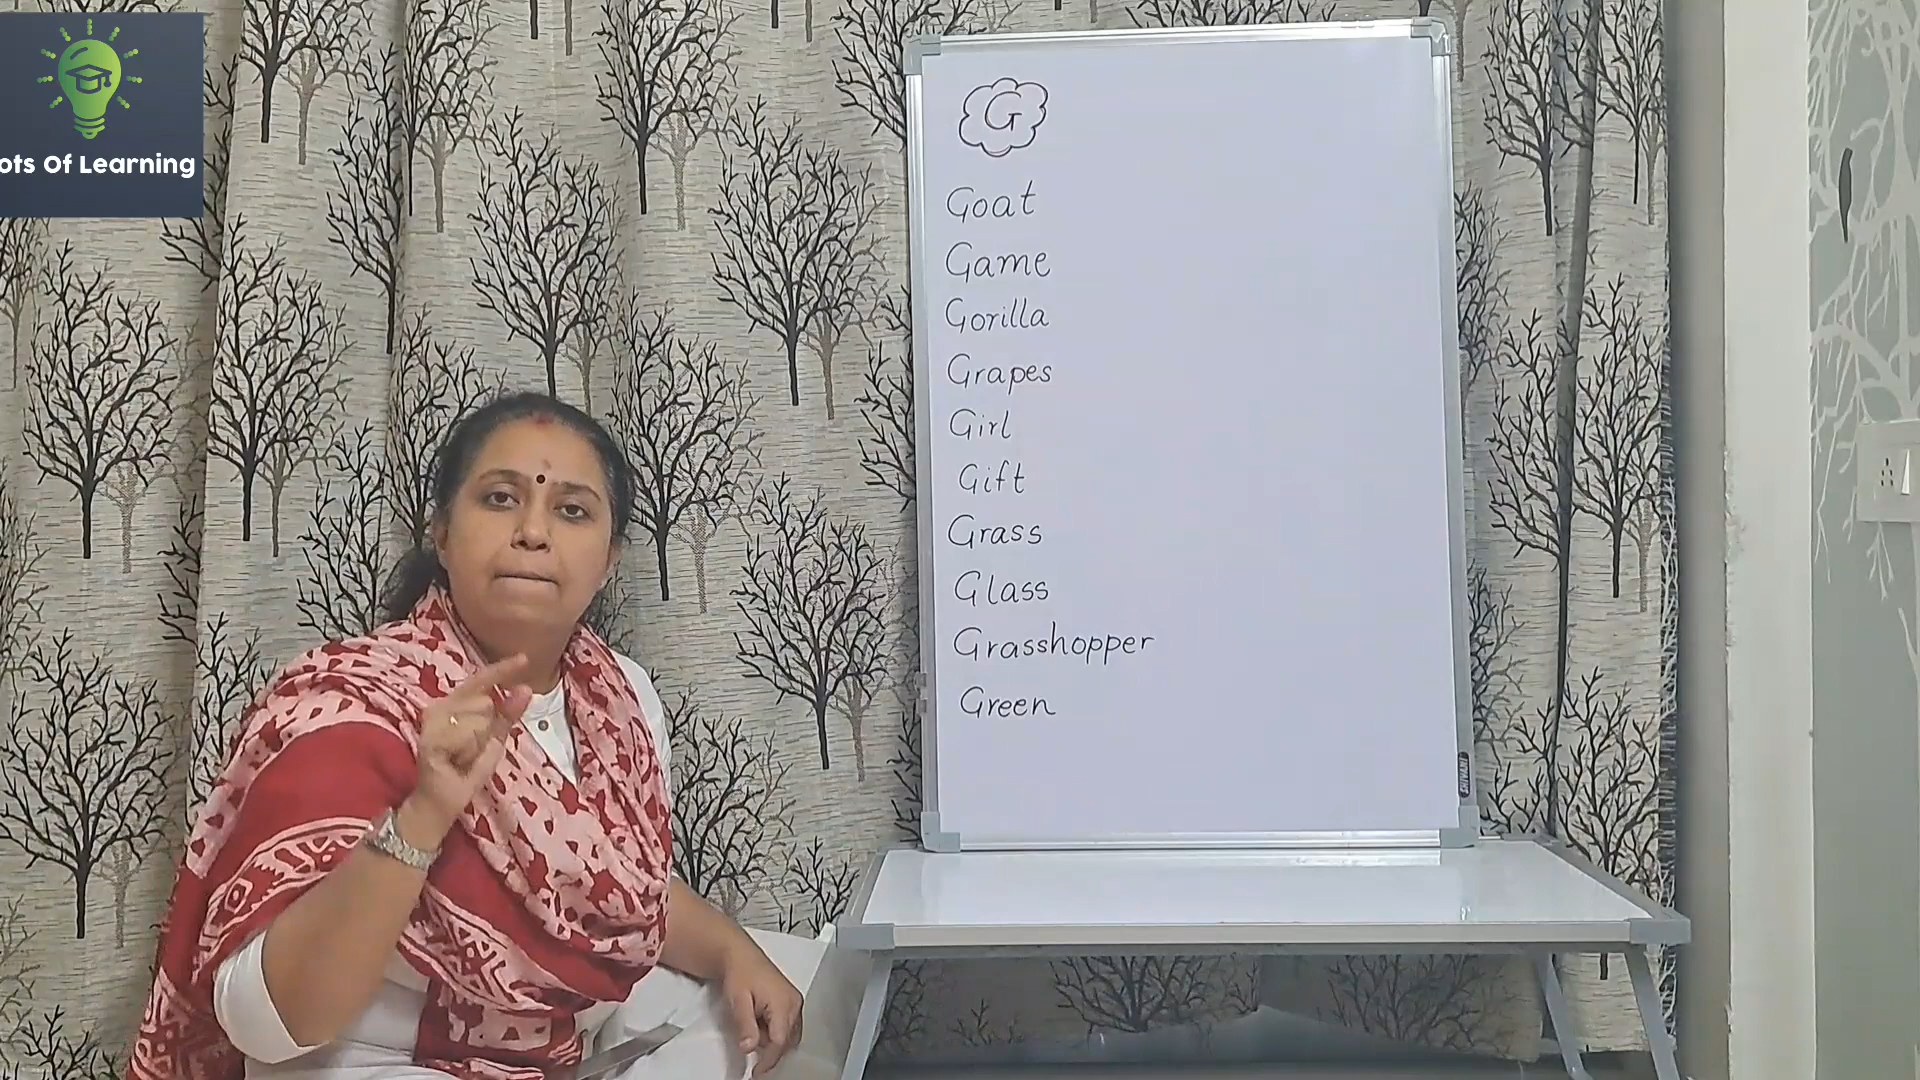 ots Of Learning
G
Goat
Game
Gorilla
Grapes
Girl
Gift
Grass
Glass
Grasshopper
Green